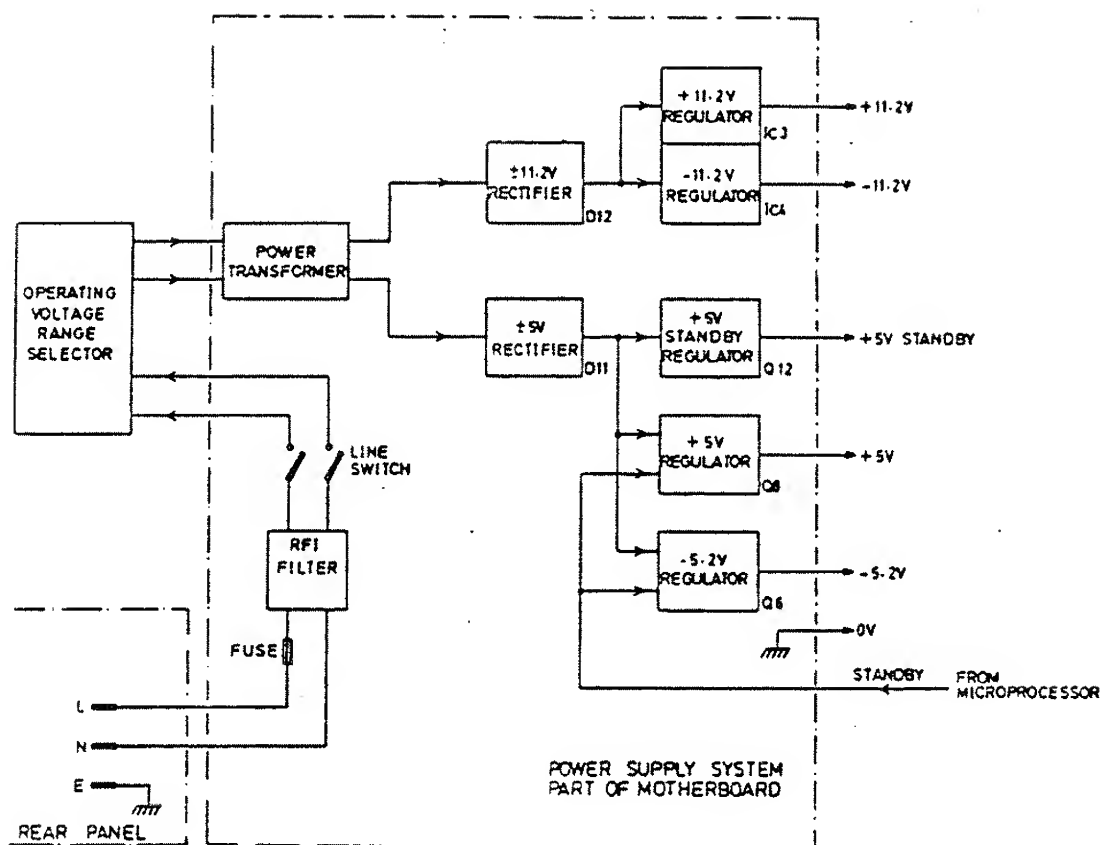 +11.2V
REGULATOR
IC3
+11.2V
±11.2V
RECTIFIER
D12
-11.2V
REGULATOR
IC4
-11.2V
OPERATING
VOLTAGE
RANGE
SELECTOR
POWER
TRANSFORMER
±5V
RECTIFIER
D11
+5V
STANDBY
REGULATOR
Q12
+5V STANDBY
LINE
SWITCH
+5V
REGULATOR
Q8
+5V
RFI
FILTER
-5.2V
REGULATOR
Q6
-5.2V
0V
FUSE
STANDBY
FROM
MICROPROCESSOR
L
N
E
REAR PANEL
POWER SUPPLY SYSTEM
PART OF MOTHERBOARD